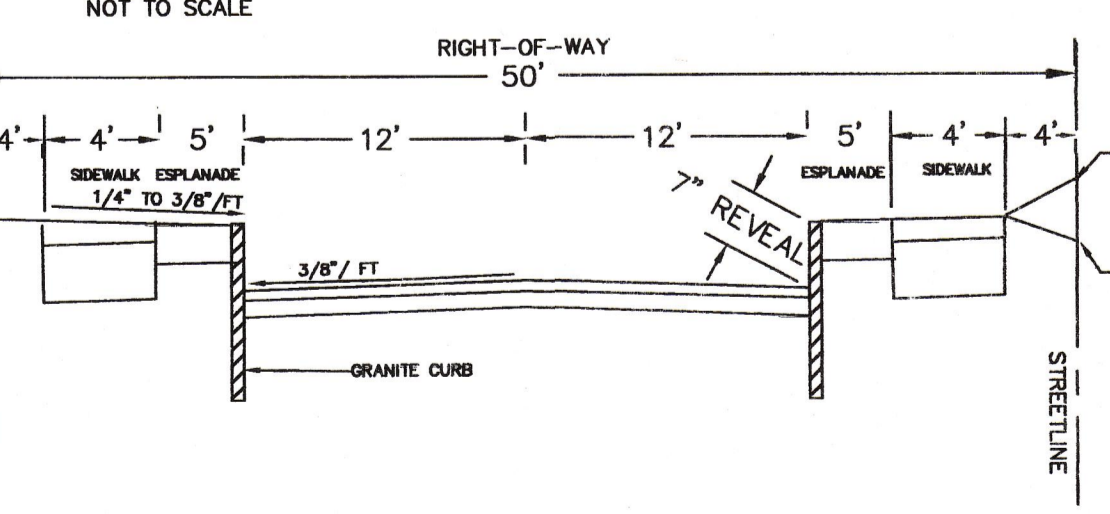 NOT TO SCALE
RIGHT-OF-WAY
50'
4' 4' 5' 12' 12' 5' 4' 4'
SIDEWALK ESPLANADE ESPLANADE SIDEWALK
1/4" TO 3/8"/FT
7" REVEAL
3/8"/ FT
GRANITE CURB
STREETLINE